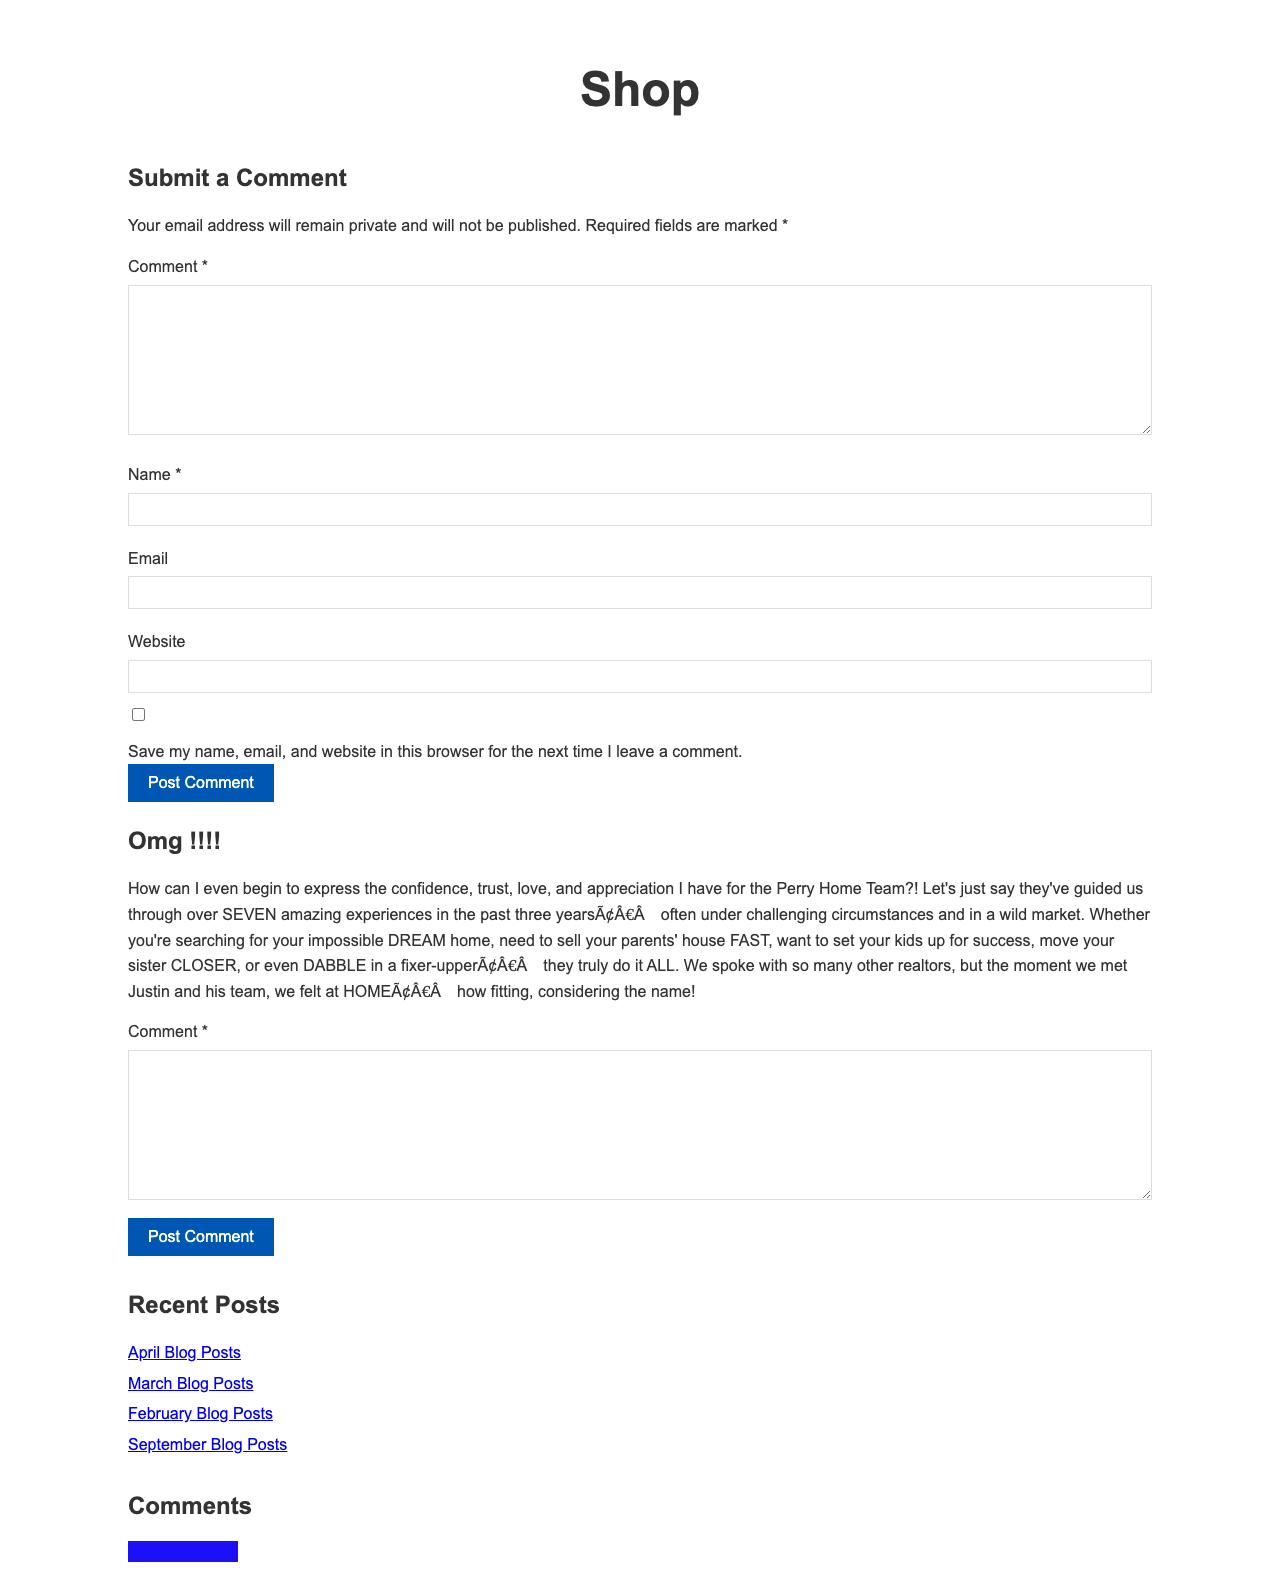 Shop
Submit a Comment
Your email address will remain private and will not be published. Required fields are marked *
Comment *
Name *
Email
Website
Save my name, email, and website in this browser for the next time I leave a comment.
Post Comment
Omg !!!!
How can I even begin to express the confidence, trust, love, and appreciation I have for the Perry Home Team?! Let's just say they've guided us
through over SEVEN amazing experiences in the past three yearsÃ¢Â€Â often under challenging circumstances and in a wild market. Whether
you're searching for your impossible DREAM home, need to sell your parents' house FAST, want to set your kids up for success, move your
sister CLOSER, or even DABBLE in a fixer-upperÃ¢Â€Â they truly do it ALL. We spoke with so many other realtors, but the moment we met
Justin and his team, we felt at HOMEÃ¢Â€Â how fitting, considering the name!
Comment *
Post Comment
Recent Posts
April Blog Posts
March Blog Posts
February Blog Posts
September Blog Posts
Comments